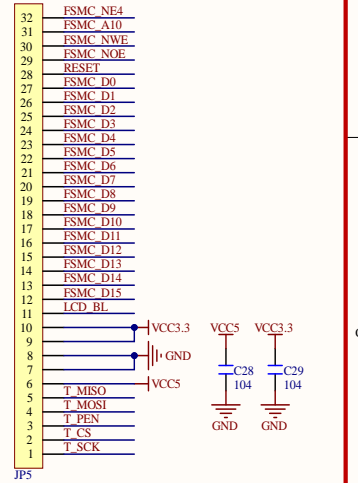 32 FSMC_NE4
31 FSMC_A10
30 FSMC_NWE
29 FSMC_NOE
28 RESET
27 FSMC_D0
26 FSMC_D1
25 FSMC_D2
24 FSMC_D3
23 FSMC_D4
22 FSMC_D5
21 FSMC_D6
20 FSMC_D7
19 FSMC_D8
18 FSMC_D9
17 FSMC_D10
16 FSMC_D11
15 FSMC_D12
14 FSMC_D13
13 FSMC_D14
12 FSMC_D15
11 LCD_BL
10 VCC3.3 VCC5 VCC3.3
9
8 GND
7 C28 C29
6 VCC5 104 104
5 T_MISO
4 T_MOSI
3 T_PEN GND GND
2 T_CS
1 T_SCK
JP5